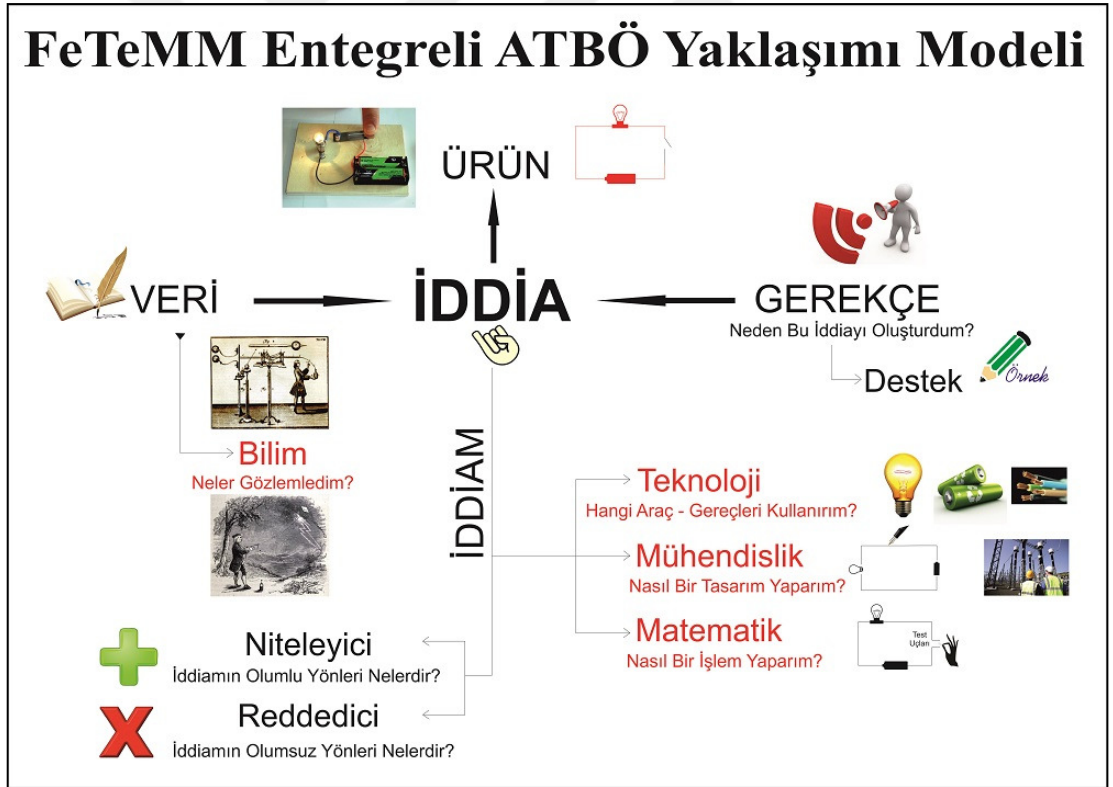 FeTeMM Entegreli ATBÖ Yaklaşımı Modeli
ÜRÜN
VERİ
İDDİA
GEREKÇE
Neden Bu İddiayı Oluşturdum?
Destek
Örnek
Bilim
Neler Gözlemledim?
İDDİAM
Teknoloji
Hangi Araç - Gereçleri Kullanırım?
Mühendislik
Nasıl Bir Tasarım Yaparım?
Matematik
Nasıl Bir İşlem Yaparım?
Test
Uçları
Niteleyici
İddiamın Olumlu Yönleri Nelerdir?
Reddedici
İddiamın Olumsuz Yönleri Nelerdir?